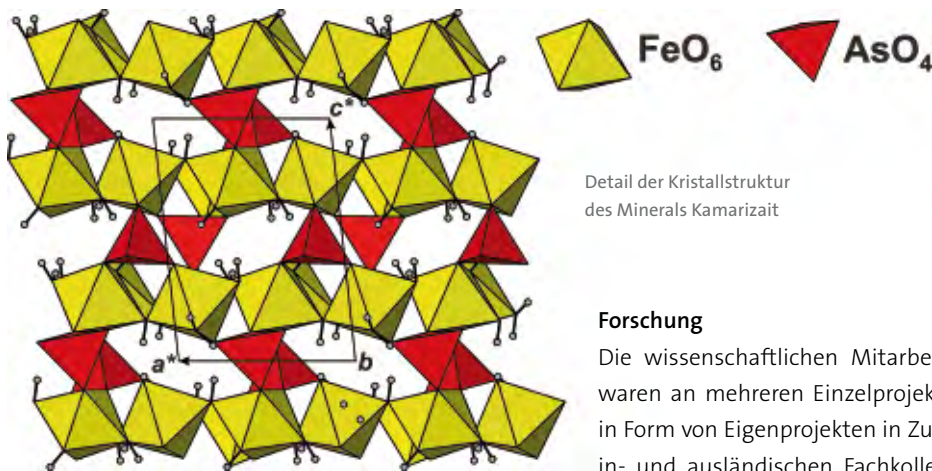 FeO₆
AsO₄
c*
a*
b
Detail der Kristallstruktur
des Minerals Kamarizait
Forschung
Die wissenschaftlichen
waren an mehreren
in Form von Eigenprojekten in
in- und ausländischen